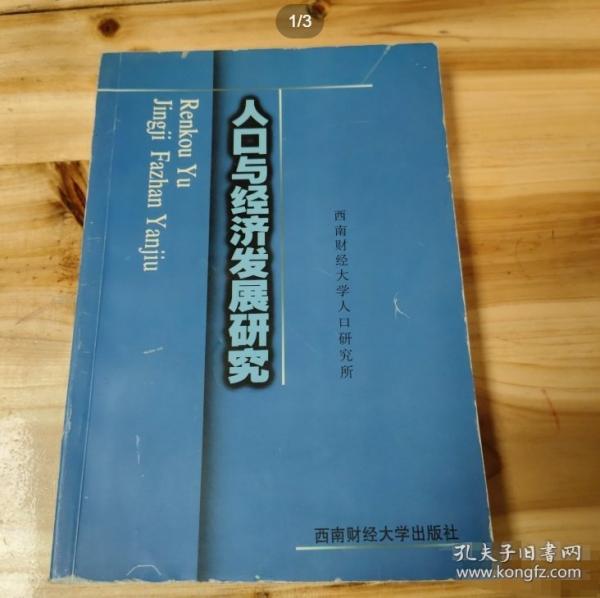 1/3
Renkou Yu
Jingji Fazhan Yanjiu
人口与经济发展研究
西南财经大学人口研究所
西南财经大学出版社
孔夫子旧书网
www.kongfz.com